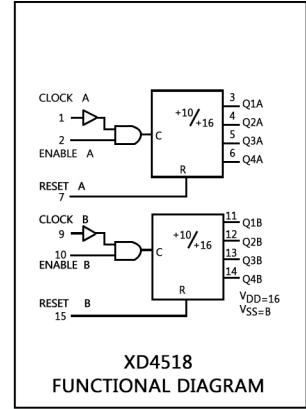 CLOCK A
1
2
ENABLE A
RESET A
7
C
+10/+16
R
3 Q1A
4 Q2A
5 Q3A
6 Q4A
CLOCK B
9
10
ENABLE B
RESET B
15
C
+10/+16
R
11 Q1B
12 Q2B
13 Q3B
14 Q4B
VDD=16
VSS=B
XD4518
FUNCTIONAL DIAGRAM